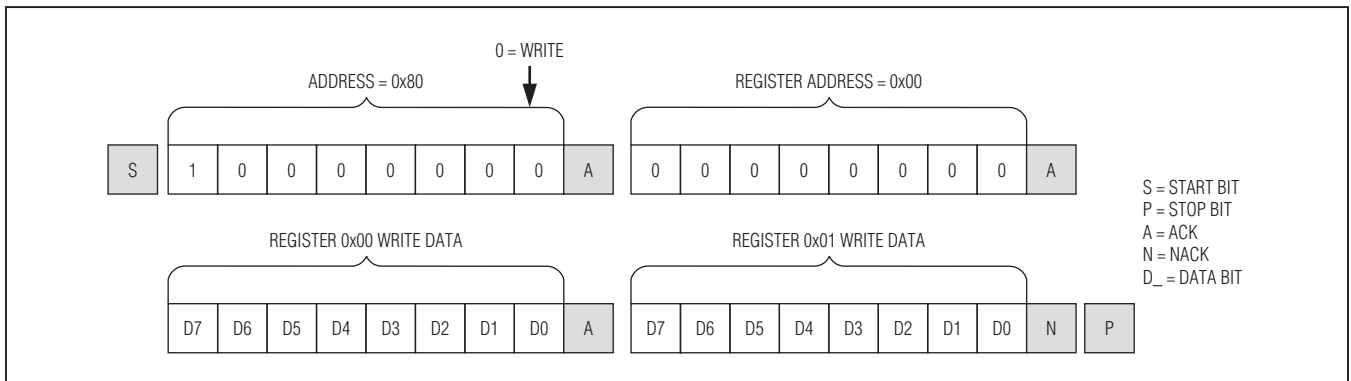 0 = WRITE
ADDRESS = 0x80
REGISTER ADDRESS = 0x00
S 1 0 0 0 0 0 0 0 A 0 0 0 0 0 0 0 0 A
REGISTER 0x00 WRITE DATA
REGISTER 0x01 WRITE DATA
D7 D6 D5 D4 D3 D2 D1 D0 A D7 D6 D5 D4 D3 D2 D1 D0 N P
S = START BIT
P = STOP BIT
A = ACK
N = NACK
D_ = DATA BIT